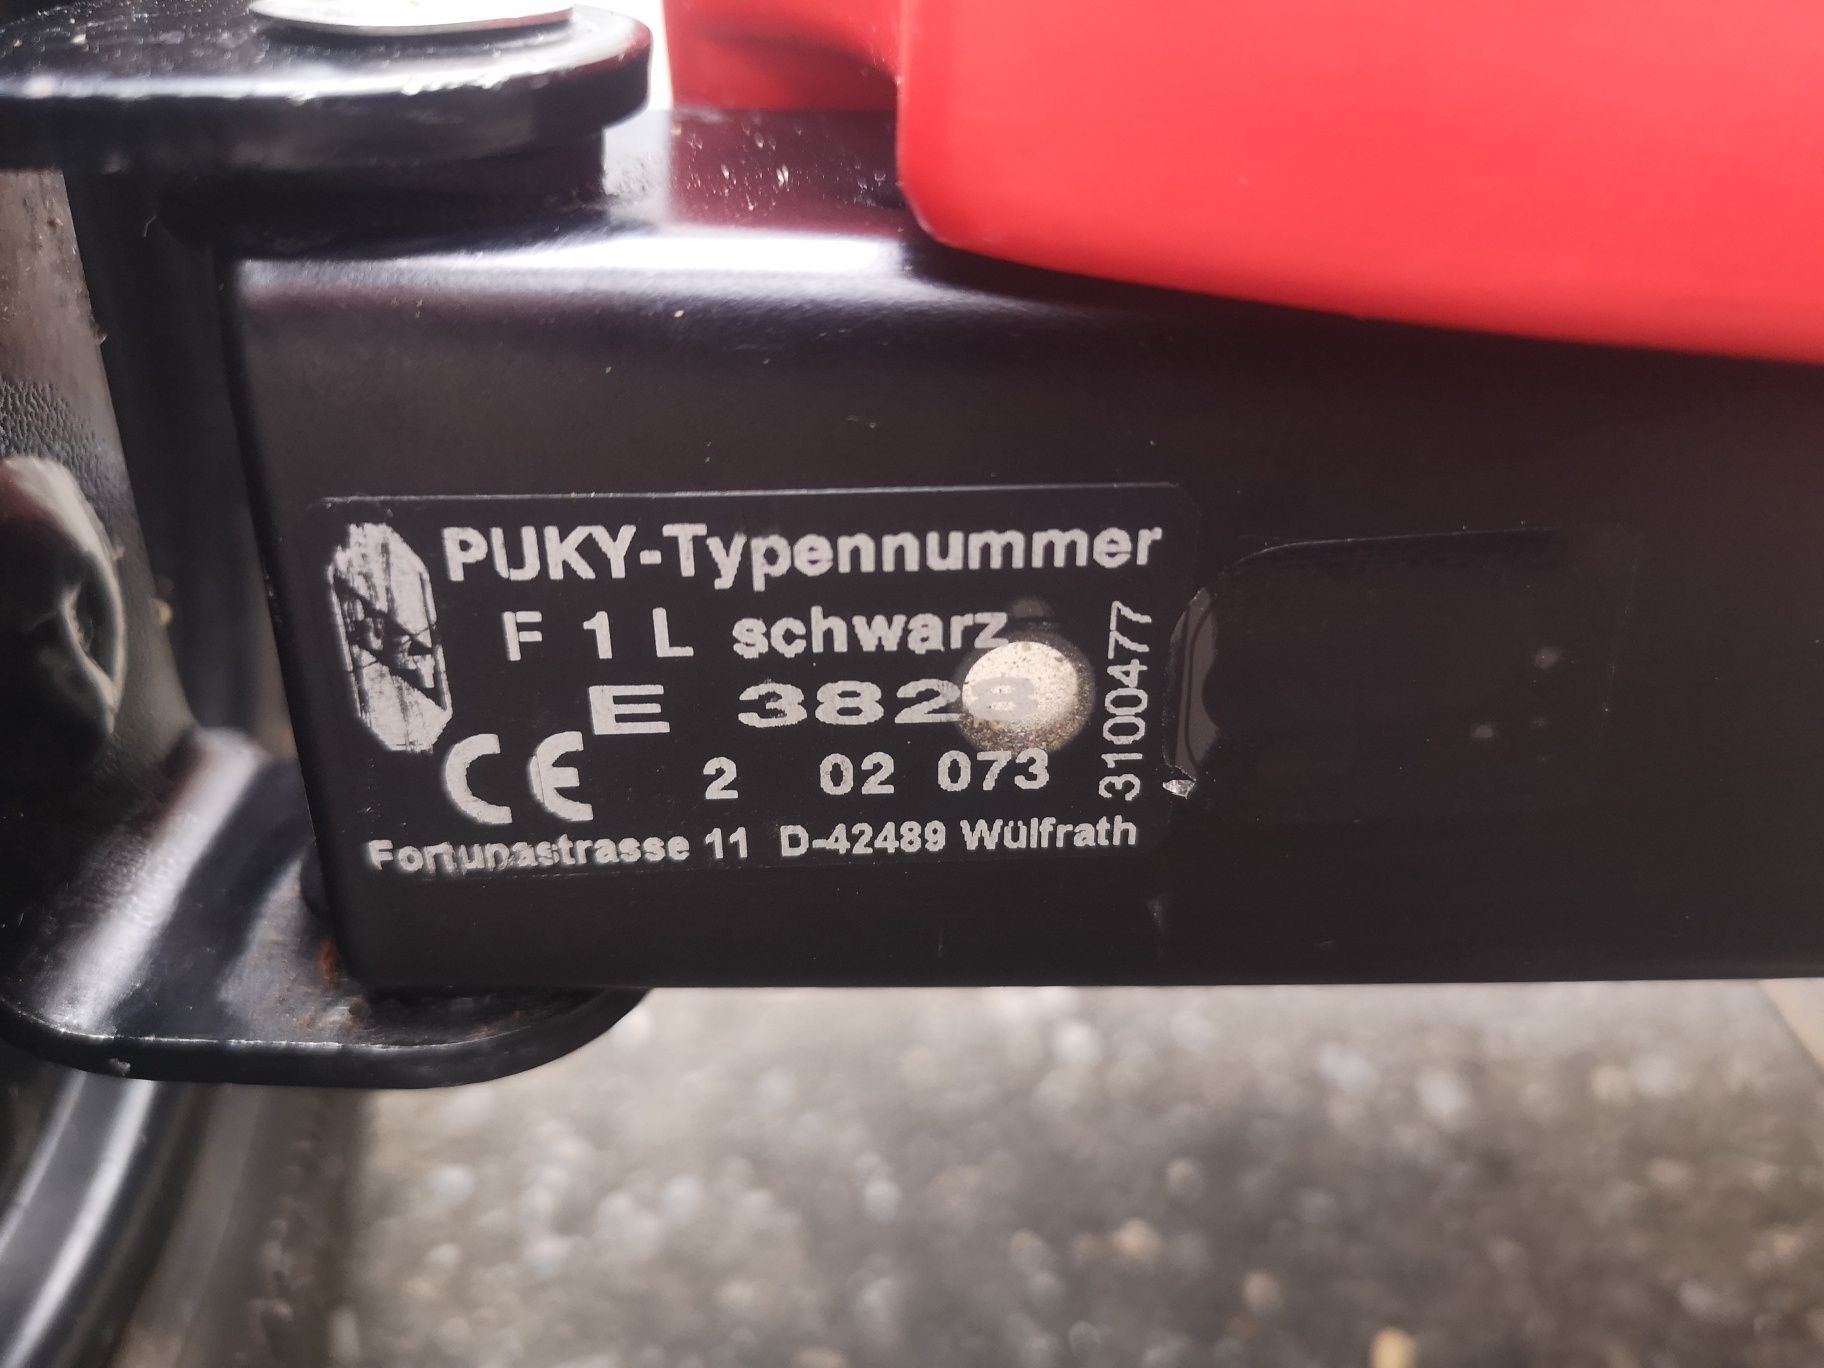 PUKY-Typennummer
F 1 L schwarz
E 3828
CE 2 02 073
Fortunastrasse 11 D-42489 Wülfrath
3100477